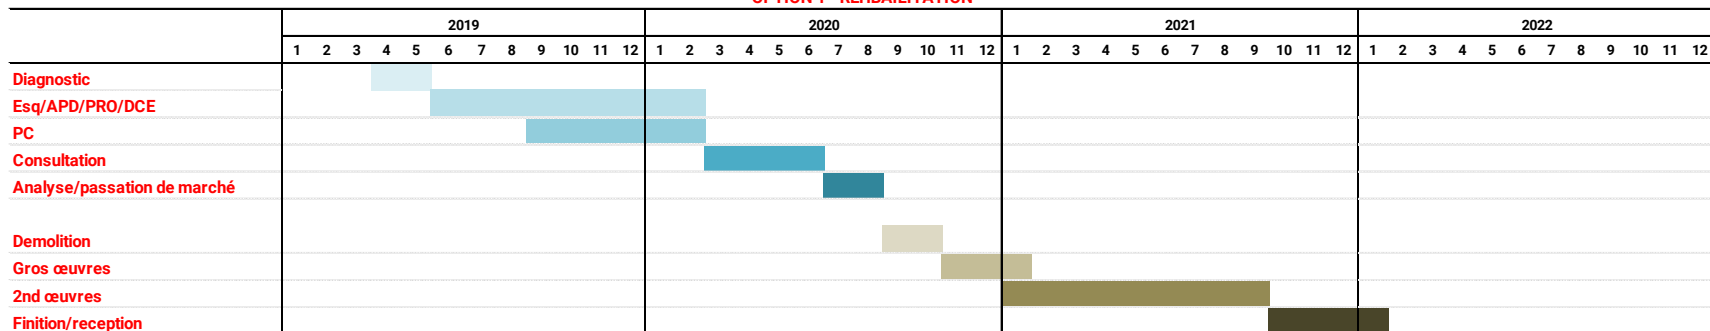 2019 2020 2021 2022
1 2 3 4 5 6 7 8 9 10 11 12 1 2 3 4 5 6 7 8 9 10 11 12 1 2 3 4 5 6 7 8 9 10 11 12 1 2 3 4 5 6 7 8 9 10 11 12
Diagnostic
Esq/APD/PRO/DCE
PC
Consultation
Analyse/passation de marché
Demolition
Gros œuvres
2nd œuvres
Finition/reception